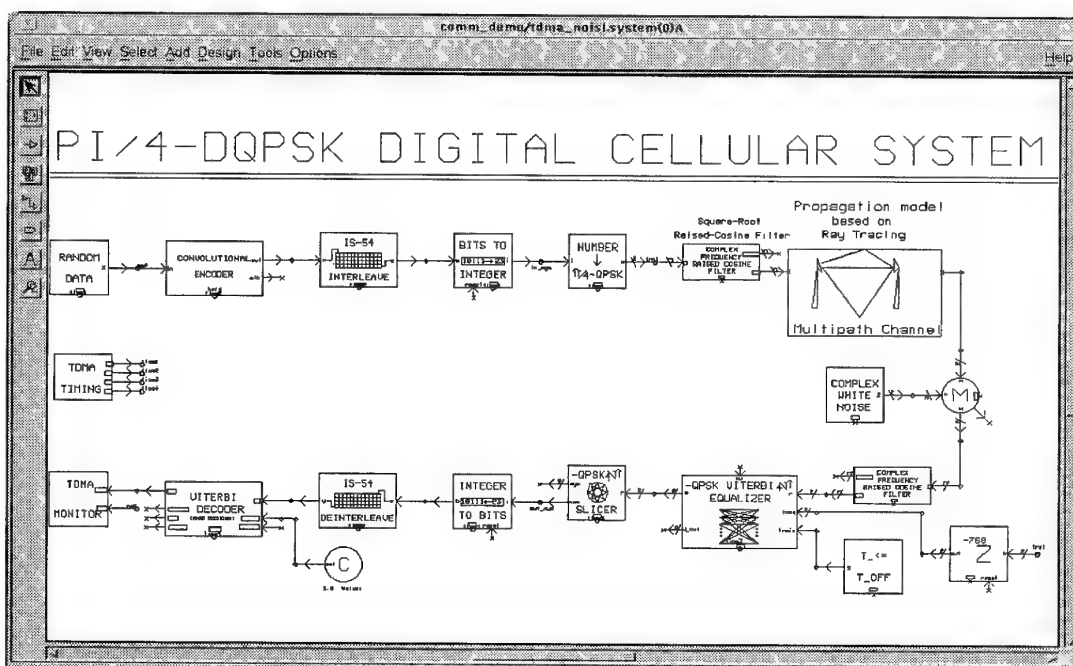 comm_demo/tdma_nois1.system(0)A
File Edit View Select Add Design Tools Options Help
PI/4-DQPSK DIGITAL CELLULAR SYSTEM
Propagation model
based on
Ray Tracing
Square-Root
Raised-Cosine Filter
RANDOM
DATA
CONVOLUTIONAL
ENCODER
IS-54
INTERLEAVE
BITS TO
INTEGER
NUMBER
↓
π/4-QPSK
COMPLEX
FREQUENCY
RAISED COSINE
FILTER
Multipath Channel
TDMA
TIMING
COMPLEX
WHITE
NOISE
M
TDMA
MONITOR
VITERBI
DECODER
(HARD DECISION)
IS-54
DEINTERLEAVE
INTEGER
TO BITS
-QPSK
SLICER
-QPSK VITERBI
EQUALIZER
COMPLEX
FREQUENCY
RAISED COSINE
FILTER
C
T_<=
T_OFF
-768
Z